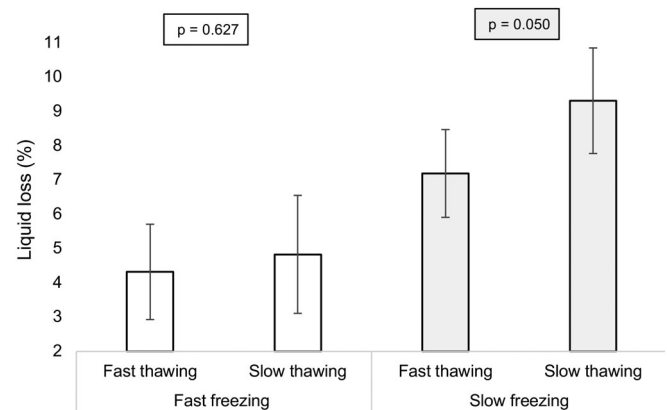 p = 0.627
p = 0.050
Liquid loss (%)
11
10
9
8
7
6
5
4
3
2
Fast thawing Slow thawing Fast thawing Slow thawing
Fast freezing Slow freezing